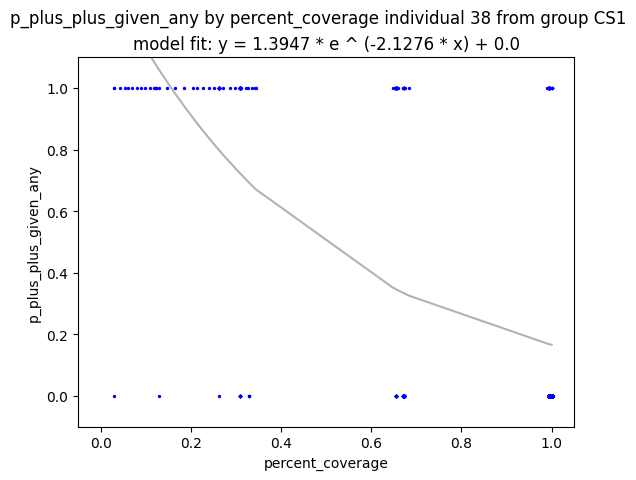 p_plus_plus_given_any by percent_coverage individual 38 from group CS1
model fit: y = 1.3947 * e ^ (-2.1276 * x) + 0.0
1.0
0.8
0.6
0.4
0.2
0.0
p_plus_plus_given_any
0.0 0.2 0.4 0.6 0.8 1.0
percent_coverage